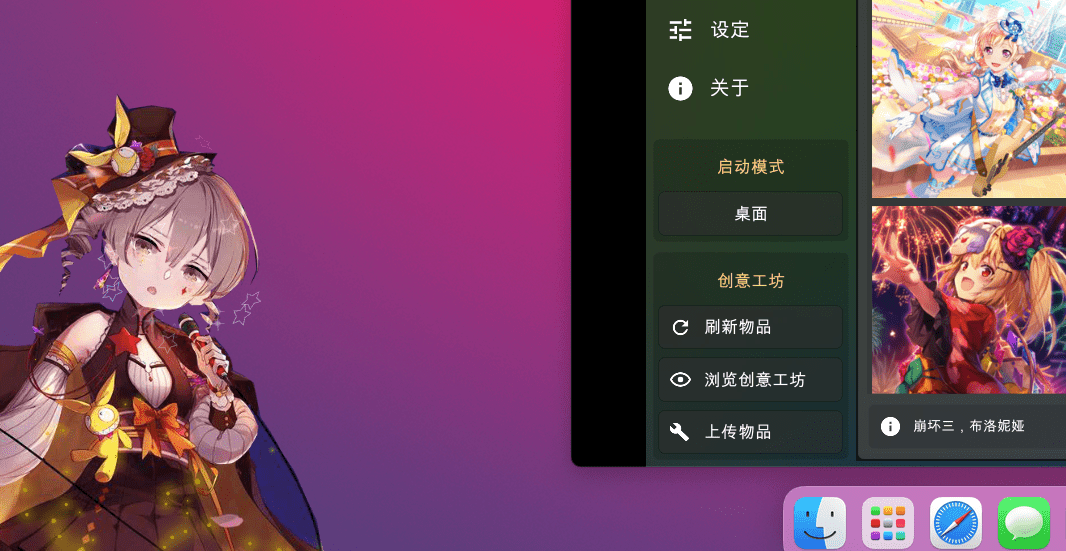 设定
关于
启动模式
桌面
创意工坊
刷新物品
浏览创意工坊
上传物品
崩坏三，布洛妮娅